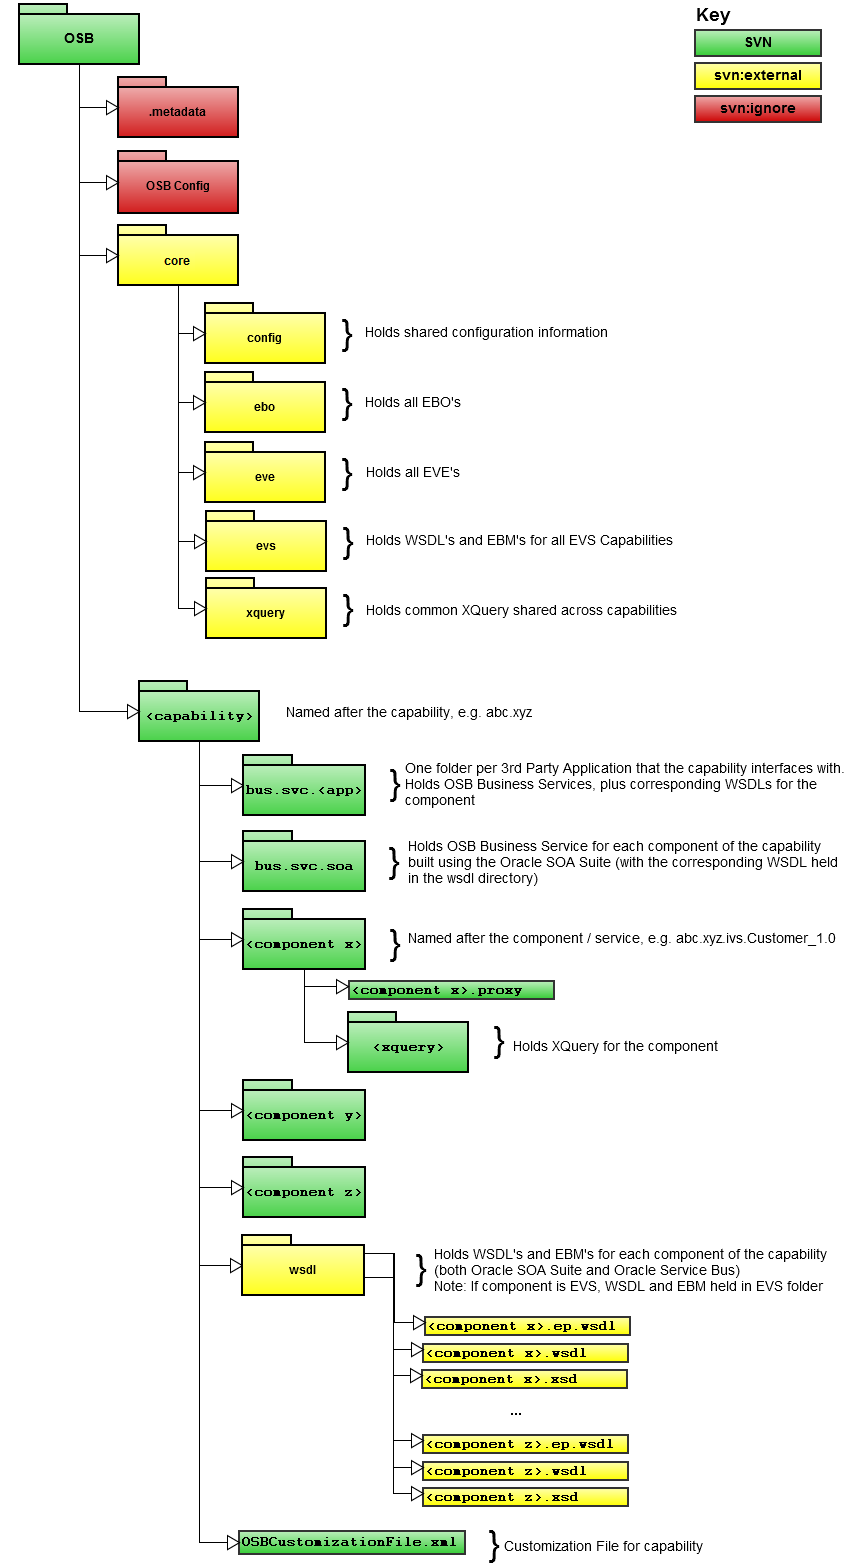 Key
SVN
svn:external
svn:ignore
OSB
.metadata
OSB Config
core
config
} Holds shared configuration information
ebo
} Holds all EBO's
eve
} Holds all EVE's
evs
} Holds WSDL's and EBM's for all EVS Capabilities
xquery
} Holds common XQuery shared across capabilities
<capability>
Named after the capability, e.g. abc.xyz
bus.svc.<app>
} One folder per 3rd Party Application that the capability interfaces with.
Holds OSB Business Services, plus corresponding WSDLs for the
component
bus.svc.soa
} Holds OSB Business Service for each component of the capability
built using the Oracle SOA Suite (with the corresponding WSDL held
in the wsdl directory)
<component x>
} Named after the component / service, e.g. abc.xyz.ivs.Customer_1.0
<component x>.proxy
<xquery>
} Holds XQuery for the component
<component y>
<component z>
wsdl
} Holds WSDL's and EBM's for each component of the capability
(both Oracle SOA Suite and Oracle Service Bus)
Note: If component is EVS, WSDL and EBM held in EVS folder
<component x>.ep.wsdl
<component x>.wsdl
<component x>.xsd
...
<component z>.ep.wsdl
<component z>.wsdl
<component z>.xsd
OSBCustomizationFile.xml
} Customization File for capability